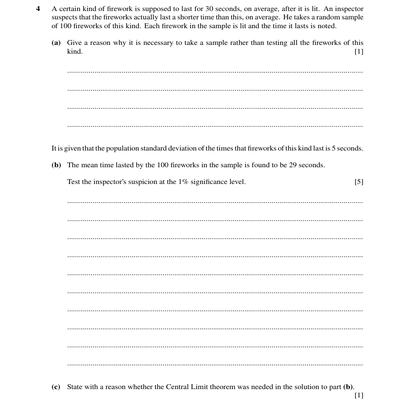 4 A certain kind of firework is supposed to last for 30 seconds, on average, after it is lit. An inspector
suspects that the fireworks actually last a shorter time than this, on average. He takes a random sample
of 100 fireworks of this kind. Each firework in the sample is lit and the time it lasts is noted.
(a) Give a reason why it is necessary to take a sample rather than testing all the fireworks of this
kind. [1]
It is given that the population standard deviation of the times that fireworks of this kind last is 5 seconds.
(b) The mean time lasted by the 100 fireworks in the sample is found to be 29 seconds.
Test the inspector's suspicion at the 1% significance level. [5]
(c) State with a reason whether the Central Limit theorem was needed in the solution to part (b).
[1]